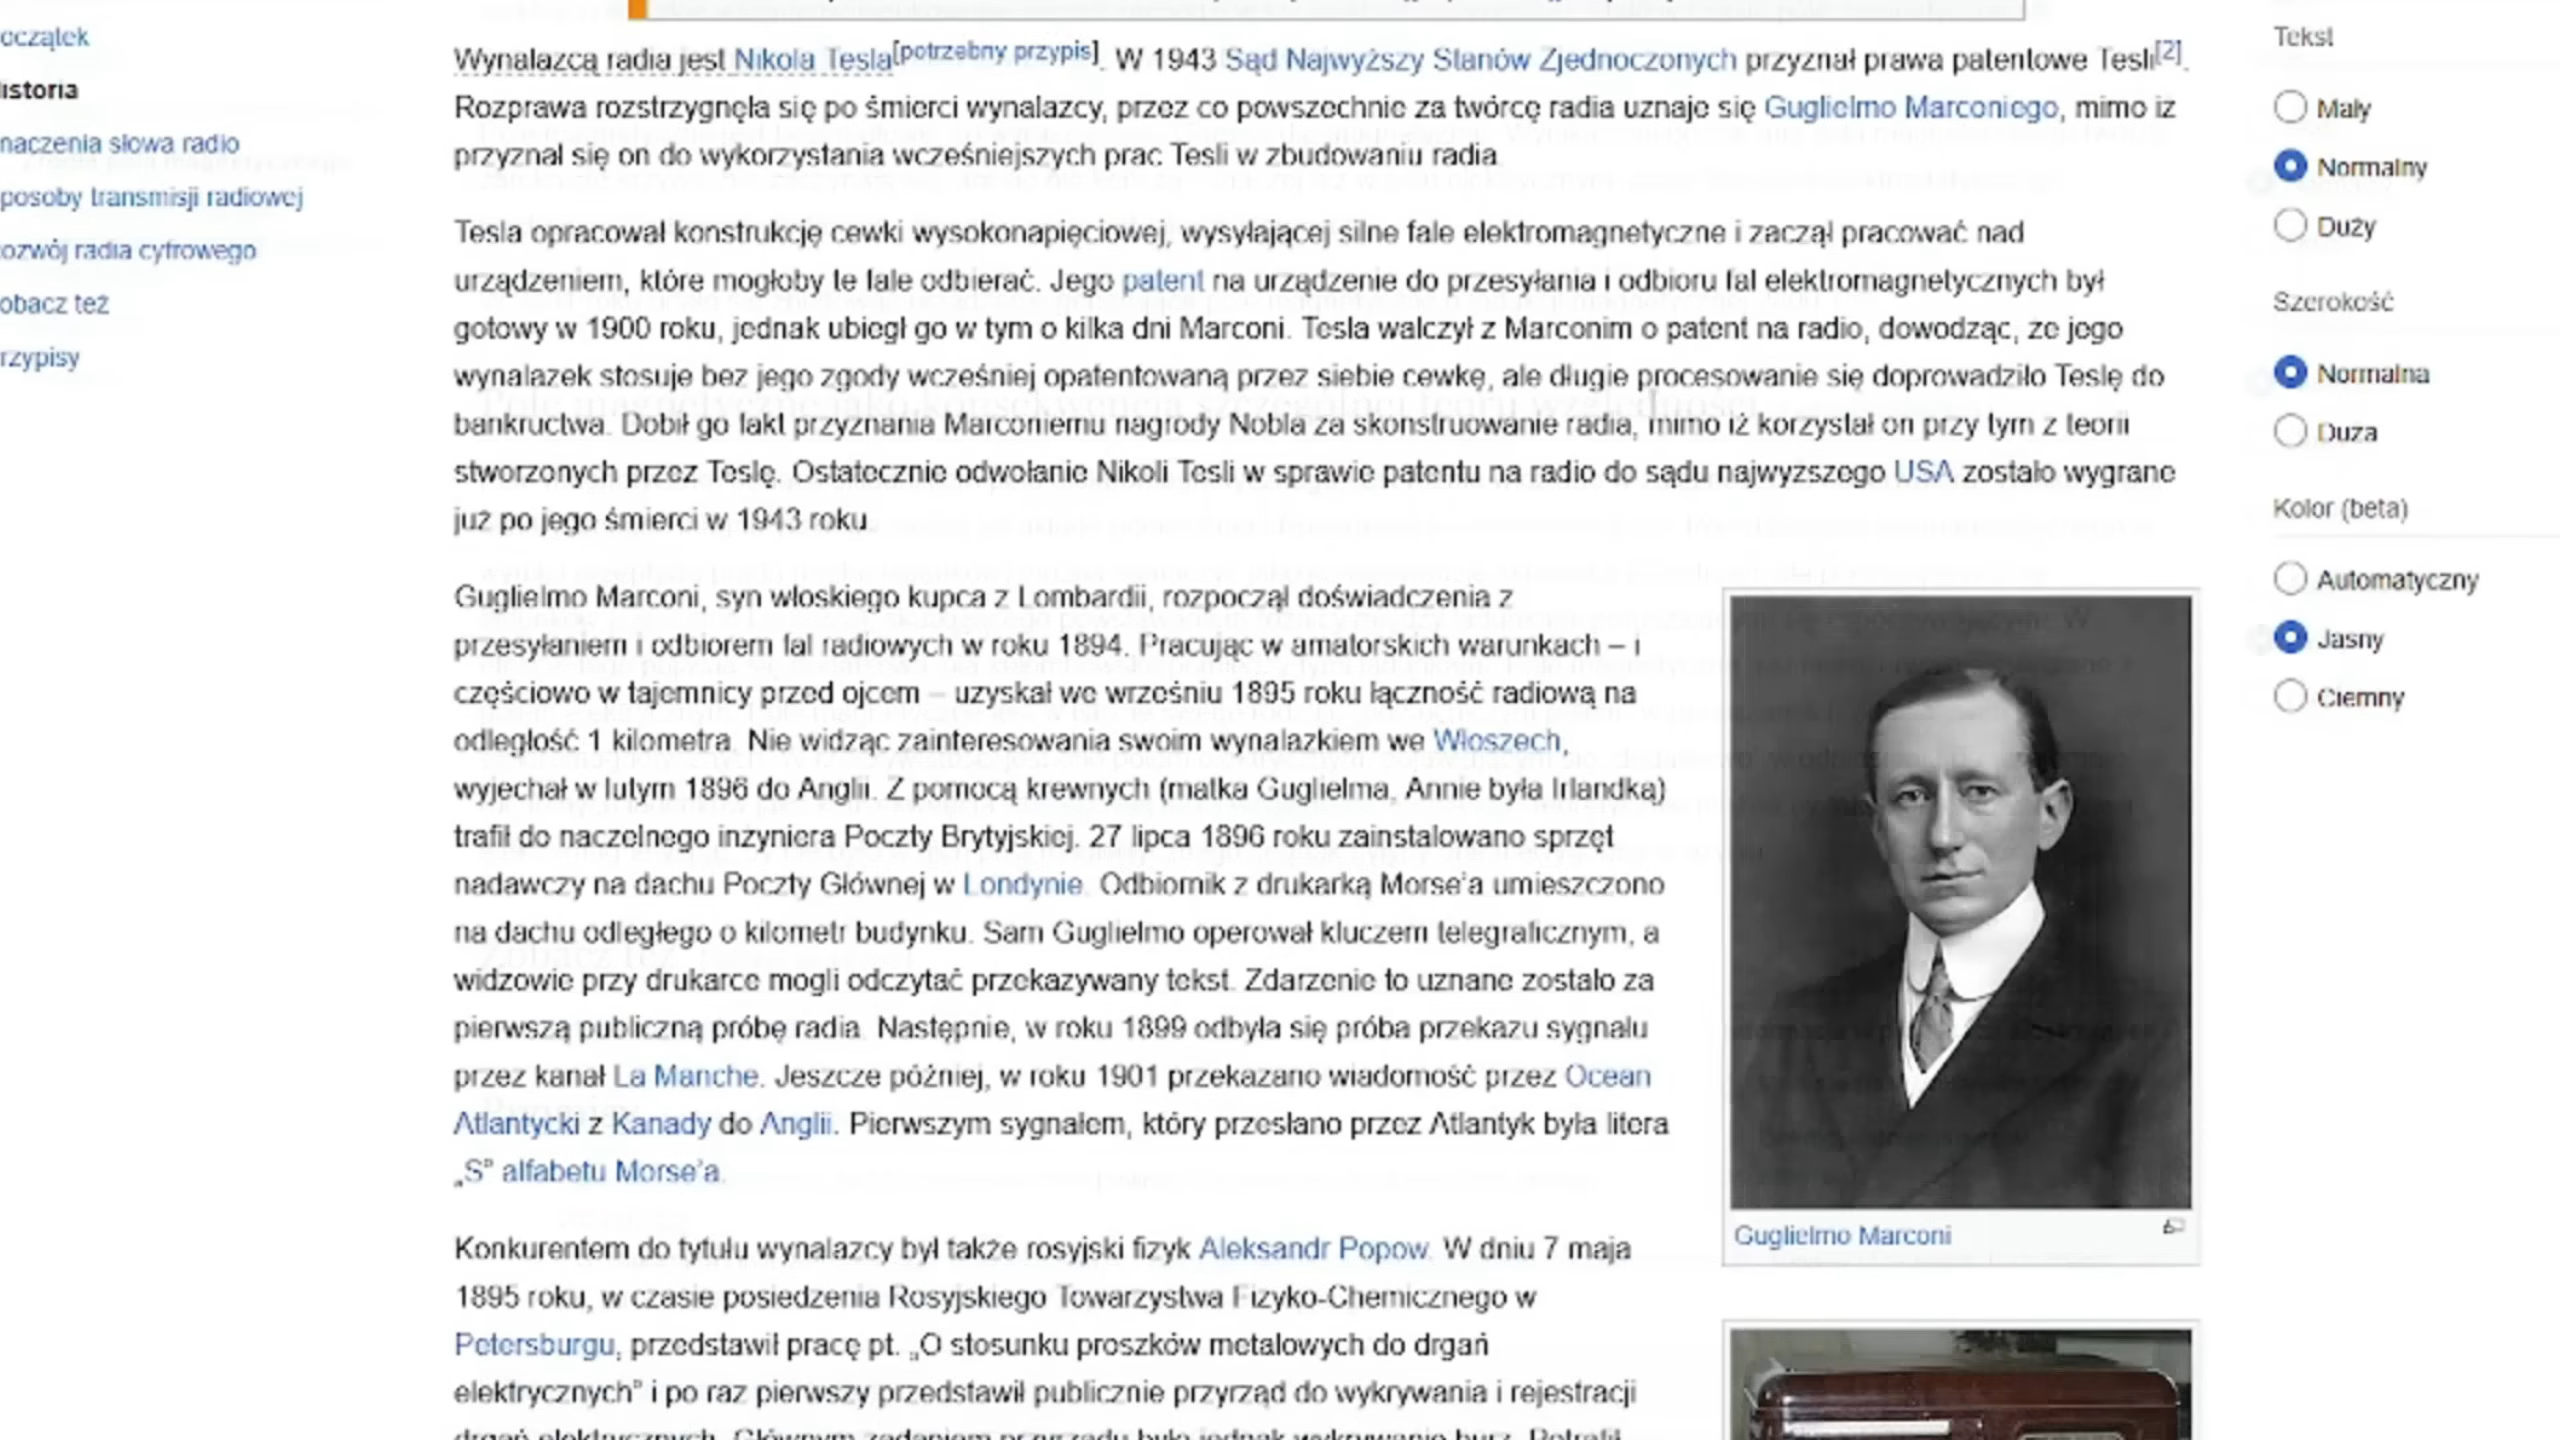 oczątek
istoria
naczenia słowa radio
posoby transmisji radiowej
ozwój radia cyfrowego
obacz też
rzypisy
Wynalazcą radia jest Nikola Tesla[potrzebny przypis]. W 1943 Sąd Najwyższy Stanów Zjednoczonych przyznał prawa patentowe Tesli[2].
Rozprawa rozstrzygnęła się po śmierci wynalazcy, przez co powszechnie za twórcę radia uznaje się Guglielmo Marconiego, mimo iż
przyznał się on do wykorzystania wcześniejszych prac Tesli w zbudowaniu radia.
Tesla opracował konstrukcję cewki wysokonapięciowej, wysyłającej silne fale elektromagnetyczne i zaczął pracować nad
urządzeniem, które mogłoby te fale odbierać. Jego patent na urządzenie do przesyłania i odbioru fal elektromagnetycznych był
gotowy w 1900 roku, jednak ubiegł go w tym o kilka dni Marconi. Tesla walczył z Marconim o patent na radio, dowodząc, że jego
wynalazek stosuje bez jego zgody wcześniej opatentowaną przez siebie cewkę, ale długie procesowanie się doprowadziło Teslę do
bankructwa. Dobił go fakt przyznania Marconiemu nagrody Nobla za skonstruowanie radia, mimo iż korzystał on przy tym z teorii
stworzonych przez Teslę. Ostatecznie odwołanie Nikoli Tesli w sprawie patentu na radio do sądu najwyższego USA zostało wygrane
już po jego śmierci w 1943 roku.
Guglielmo Marconi, syn włoskiego kupca z Lombardii, rozpoczął doświadczenia z
przesyłaniem i odbiorem fal radiowych w roku 1894. Pracując w amatorskich warunkach – i
częściowo w tajemnicy przed ojcem – uzyskał we wrześniu 1895 roku łączność radiową na
odległość 1 kilometra. Nie widząc zainteresowania swoim wynalazkiem we Włoszech,
wyjechał w lutym 1896 do Anglii. Z pomocą krewnych (matka Guglielma, Annie była Irlandką)
trafił do naczelnego inżyniera Poczty Brytyjskiej. 27 lipca 1896 roku zainstalowano sprzęt
nadawczy na dachu Poczty Głównej w Londynie. Odbiornik z drukarką Morse'a umieszczono
na dachu odległego o kilometr budynku. Sam Guglielmo operował kluczem telegraficznym, a
widzowie przy drukarce mogli odczytać przekazywany tekst. Zdarzenie to uznane zostało za
pierwszą publiczną próbę radia. Następnie, w roku 1899 odbyła się próba przekazu sygnału
przez kanał La Manche. Jeszcze później, w roku 1901 przekazano wiadomość przez Ocean
Atlantycki z Kanady do Anglii. Pierwszym sygnałem, który przesłano przez Atlantyk była litera
„S” alfabetu Morse'a.
Guglielmo Marconi
Konkurentem do tytułu wynalazcy był także rosyjski fizyk Aleksandr Popow. W dniu 7 maja
1895 roku, w czasie posiedzenia Rosyjskiego Towarzystwa Fizyko-Chemicznego w
Petersburgu, przedstawił pracę pt. „O stosunku proszków metalowych do drgań
elektrycznych” i po raz pierwszy przedstawił publicznie przyrząd do wykrywania i rejestracji
drgań elektrycznych. Głównym zadaniem przyrządu było jednak wykrywanie burz. Potrafił
Tekst
Mały
Normalny
Duży
Szerokość
Normalna
Duża
Kolor (beta)
Automatyczny
Jasny
Ciemny